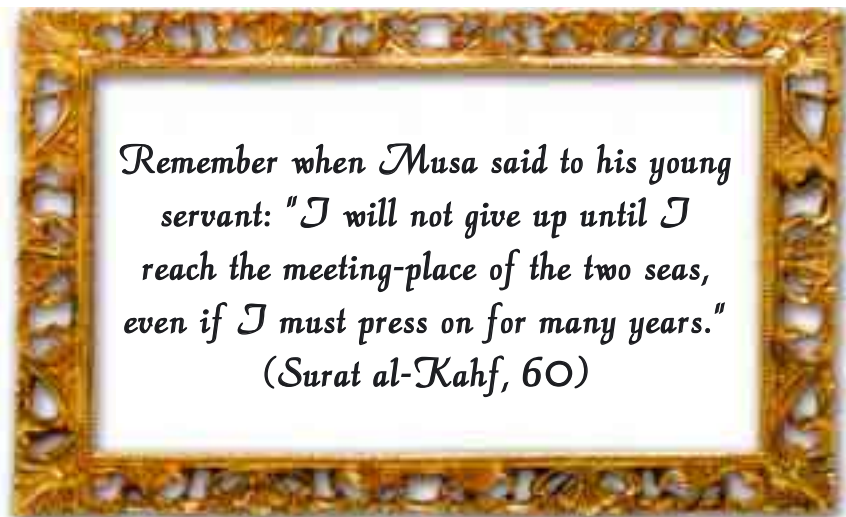 Remember when Musa said to his young
servant: "I will not give up until I
reach the meeting-place of the two seas,
even if I must press on for many years."
(Surat al-Kahf, 60)